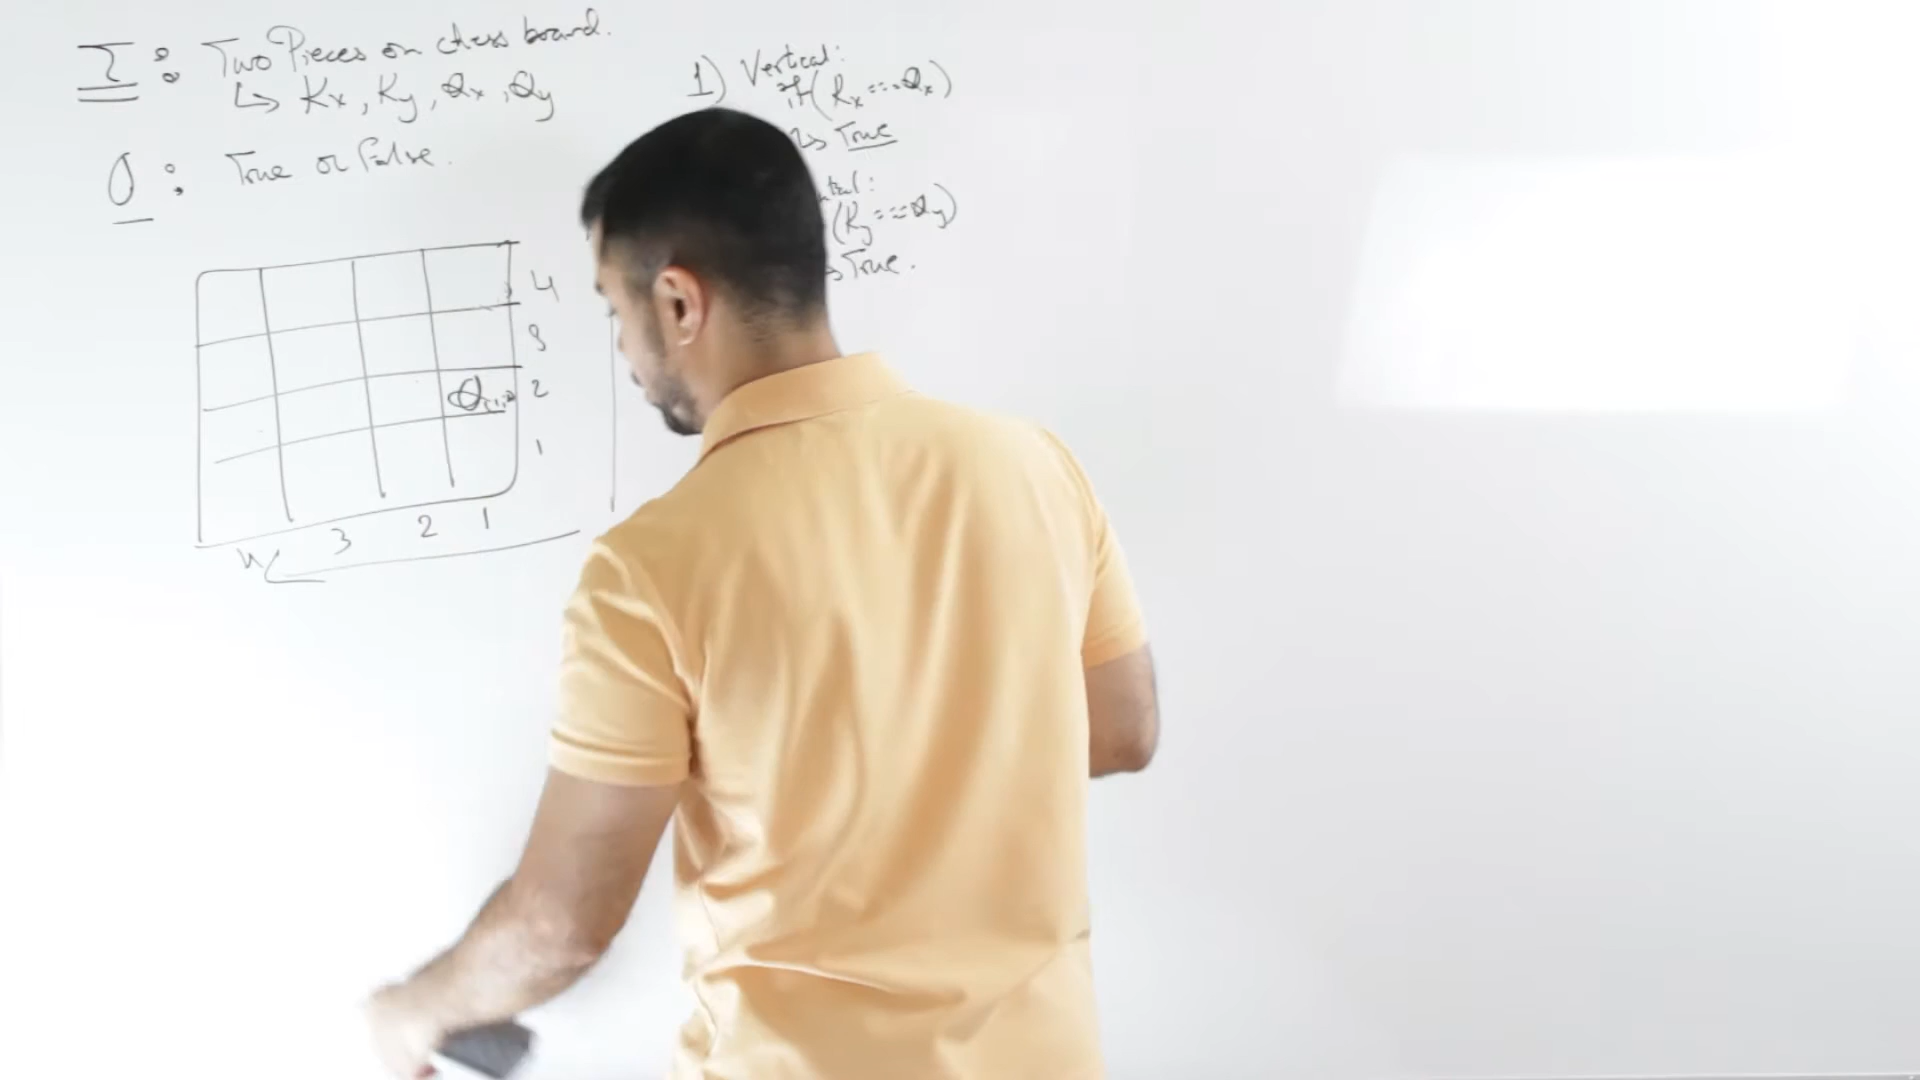 I : Two Pieces on chess board.
↳ Kx, Ky, Qx, Qy
O : True or False.
1) Vertical:
if(Kx === Qx)
↳ True
ntal:
(Ky === Qy)
↳ True.
4
3
2
1
Q
4 3 2 1